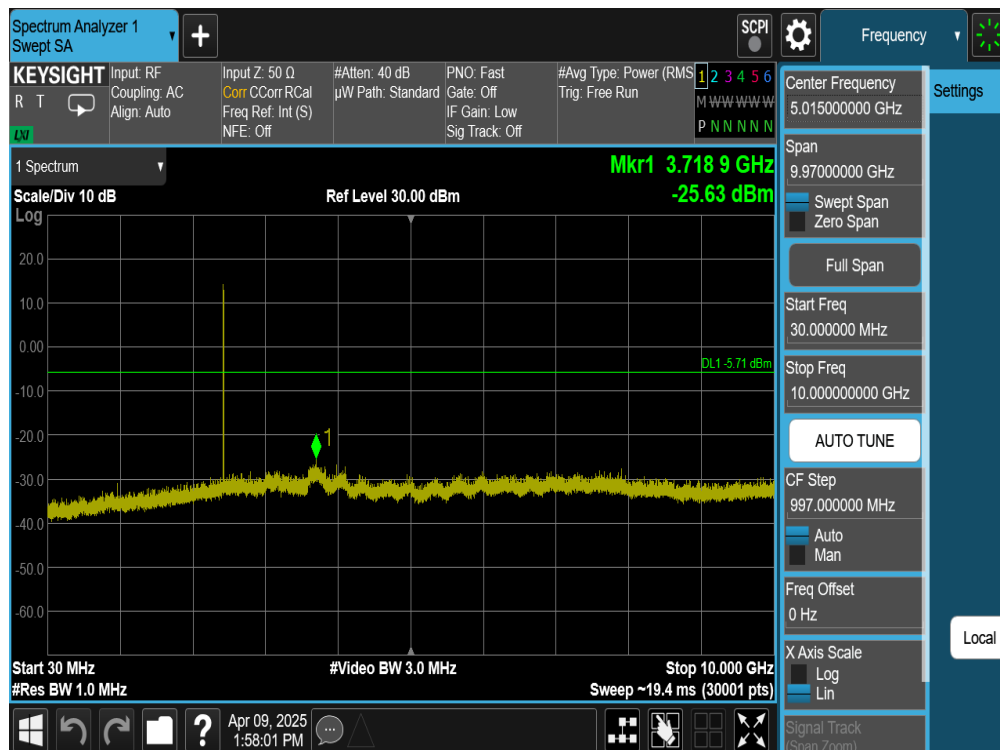 Spectrum Analyzer 1
Swept SA
+
SCPI
Frequency
KEYSIGHT
R T
LXI
Input: RF
Coupling: AC
Align: Auto
Input Z: 50 Ω
Corr CCorr RCal
Freq Ref: Int (S)
NFE: Off
#Atten: 40 dB
µW Path: Standard
PNO: Fast
Gate: Off
IF Gain: Low
Sig Track: Off
#Avg Type: Power (RMS
Trig: Free Run
1 2 3 4 5 6
M W W W W W
P N N N N N
1 Spectrum
Mkr1 3.718 9 GHz
-25.63 dBm
Scale/Div 10 dB
Ref Level 30.00 dBm
Log
20.0
10.0
0.00
DL1 -5.71 dBm
-10.0
-20.0
1
-30.0
-40.0
-50.0
-60.0
Start 30 MHz
#Video BW 3.0 MHz
Stop 10.000 GHz
#Res BW 1.0 MHz
Sweep ~19.4 ms (30001 pts)
Center Frequency
5.015000000 GHz
Span
9.97000000 GHz
Swept Span
Zero Span
Full Span
Start Freq
30.000000 MHz
Stop Freq
10.000000000 GHz
AUTO TUNE
CF Step
997.000000 MHz
Auto
Man
Freq Offset
0 Hz
X Axis Scale
Log
Lin
Signal Track
(Span Zoom)
Settings
Local
?
Apr 09, 2025
1:58:01 PM